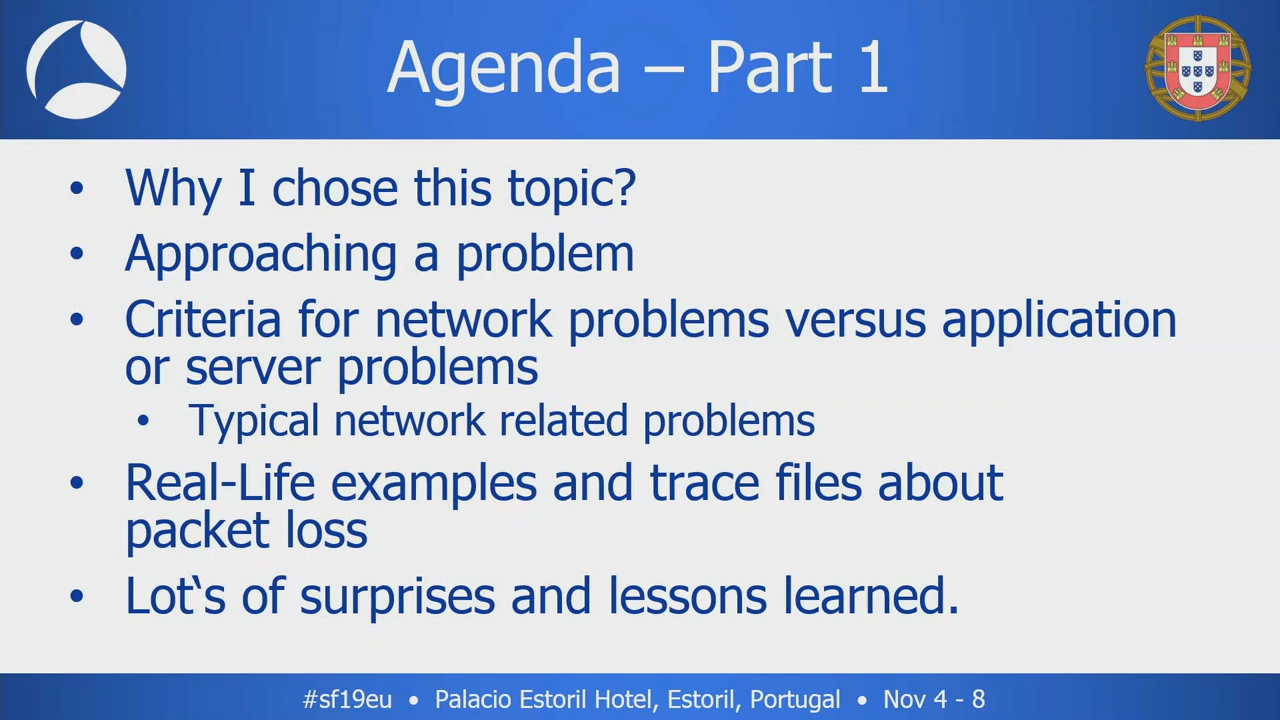 Agenda – Part 1
• Why I chose this topic?
• Approaching a problem
• Criteria for network problems versus application
or server problems
• Typical network related problems
• Real-Life examples and trace files about
packet loss
• Lot‘s of surprises and lessons learned.
#sf19eu • Palacio Estoril Hotel, Estoril, Portugal • Nov 4 - 8